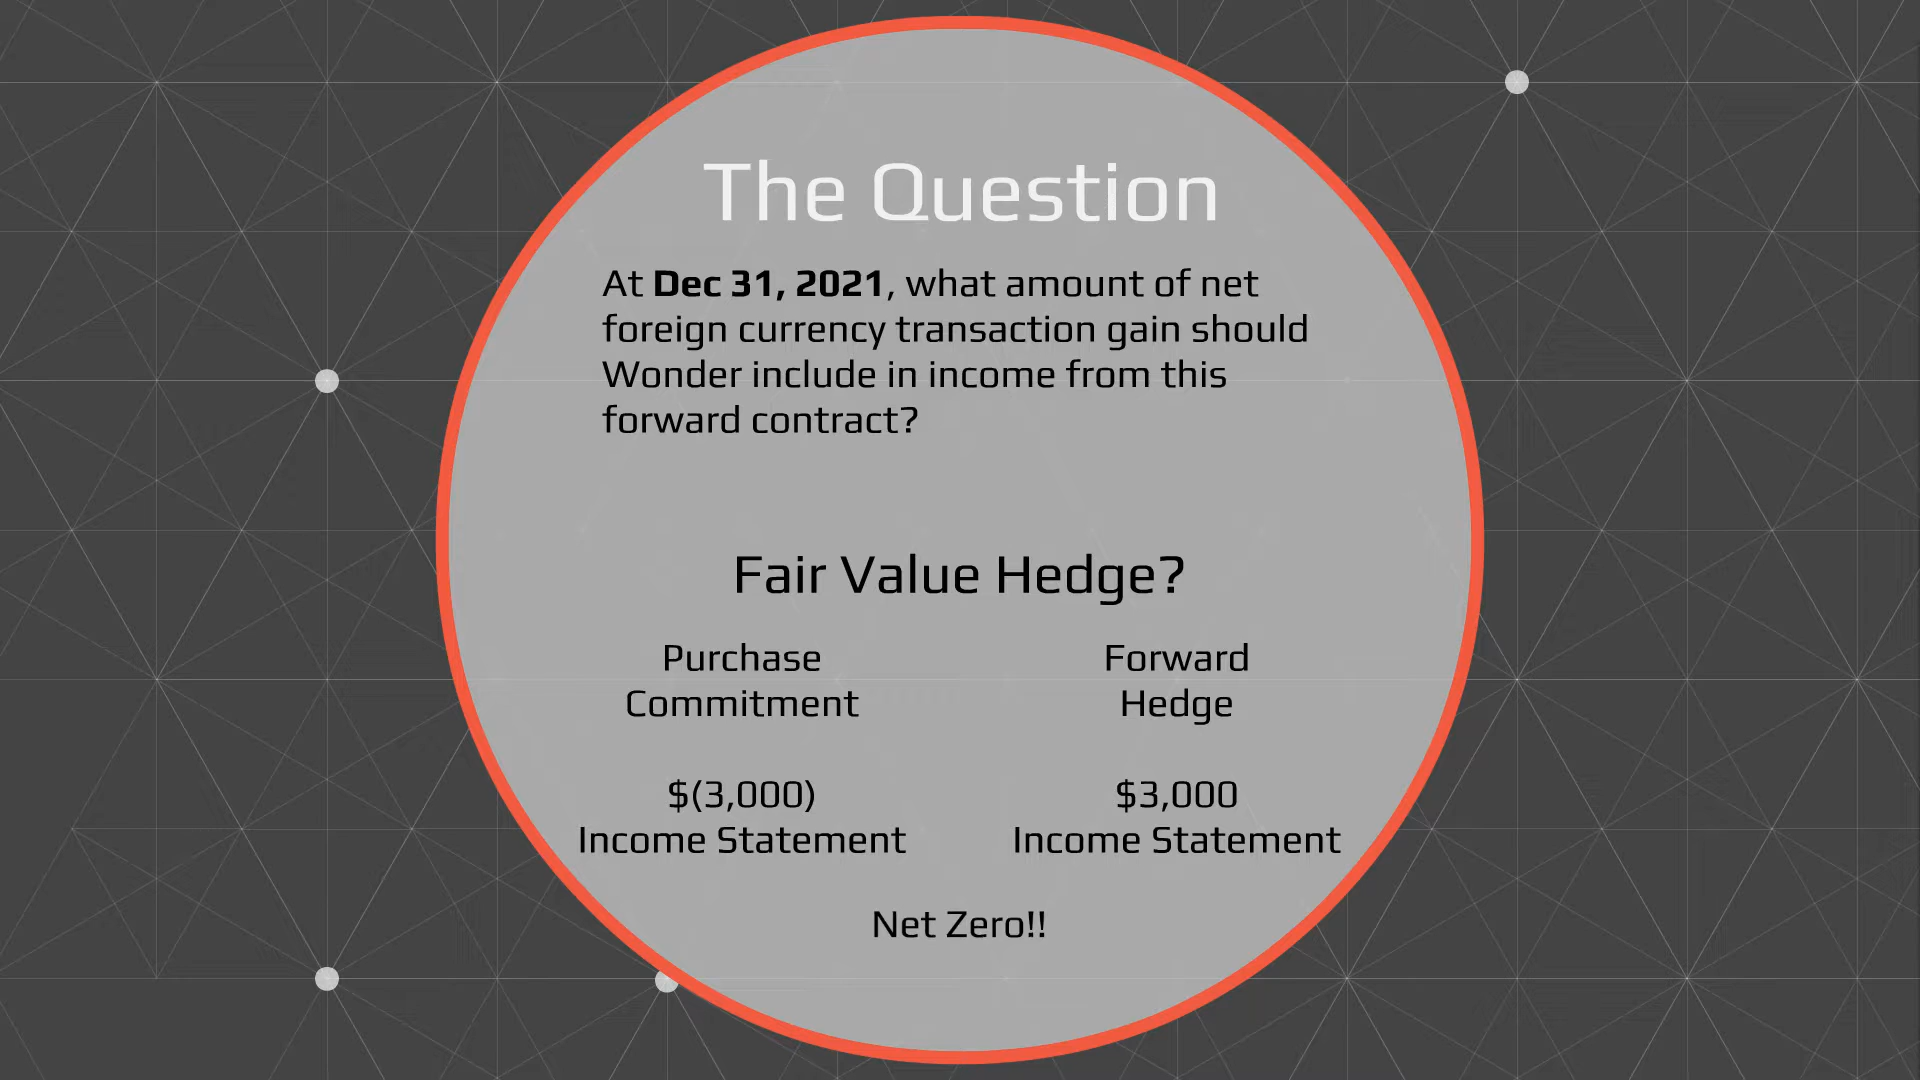 The Question
At Dec 31, 2021, what amount of net
foreign currency transaction gain should
Wonder include in income from this
forward contract?
Fair Value Hedge?
Purchase
Commitment
$(3,000)
Income Statement
Forward
Hedge
$3,000
Income Statement
Net Zero!!